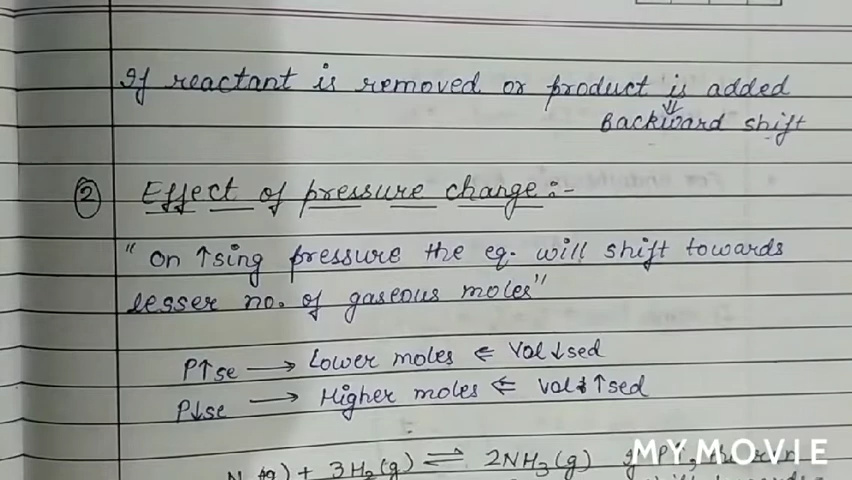 If reactant is removed or product is added
⇓
Backward shift
② Effect of pressure change:-
"on ↑sing pressure the eq. will shift towards
lesser no. of gaseous moles"
P↑se → Lower moles ⇐ Vol ↓sed
P↓se → Higher moles ⇐ vol ↑sed
+ 3H₂(g) ⇌ 2NH₃(g)
MY MOVIE